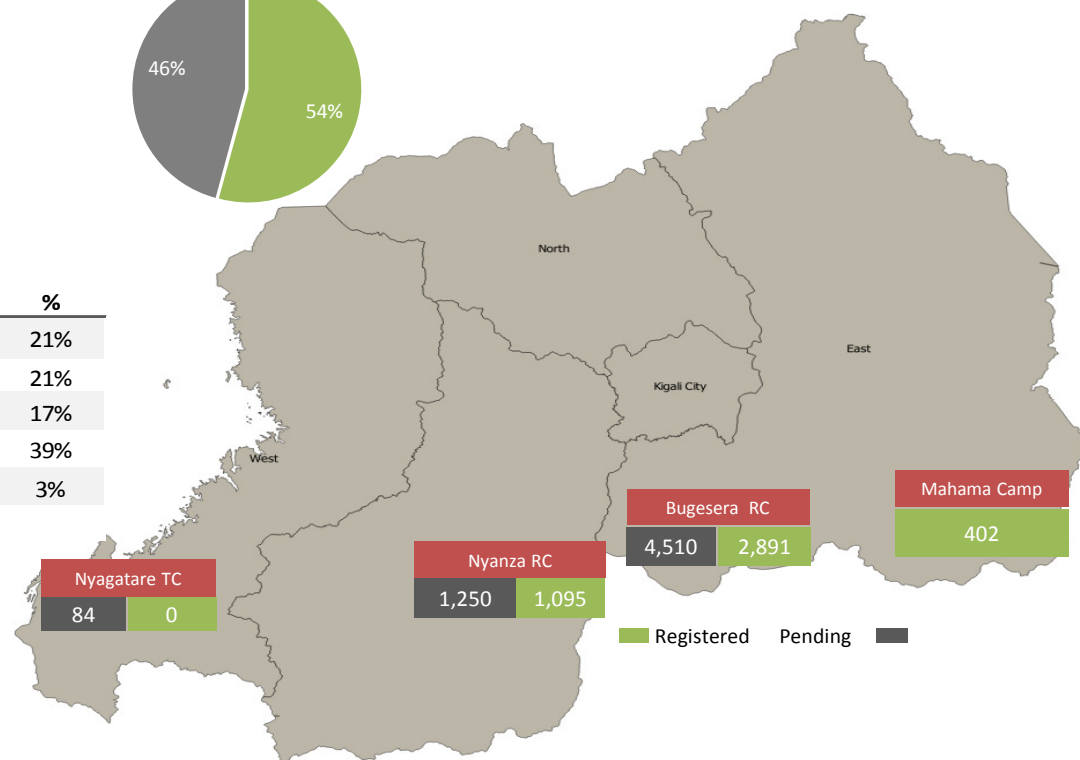 46%
54%
North
%
21%
21%
17%
39%
3%
East
Kigali City
West
Mahama Camp
402
Bugesera RC
4,510 2,891
Nyanza RC
1,250 1,095
Nyagatare TC
84 0
Registered Pending